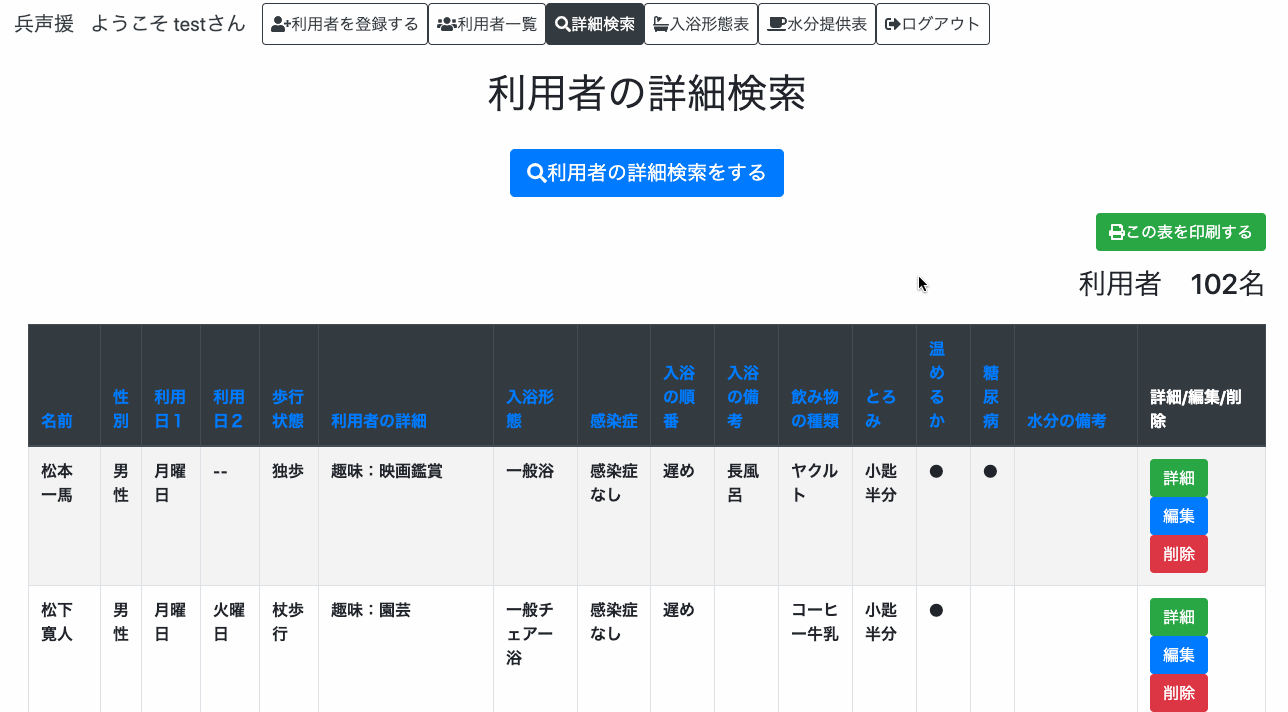 兵声援 ようこそ testさん 利用者を登録する 利用者一覧 詳細検索 入浴形態表 水分提供表 ログアウト
利用者の詳細検索
利用者の詳細検索をする
この表を印刷する
利用者 102名
名前 性別 利用日１ 利用日２ 歩行状態 利用者の詳細 入浴形態 感染症 入浴の順番 入浴の備考 飲み物の種類 とろみ 温めるか 糖尿病 水分の備考 詳細/編集/削除
松本一馬 男性 月曜日 -- 独歩 趣味：映画鑑賞 一般浴 感染症なし 遅め 長風呂 ヤクルト 小匙半分 ● ● 詳細
編集
削除
松下寛人 男性 月曜日 火曜日 杖歩行 趣味：園芸 一般チェアー浴 感染症なし 遅め コーヒー牛乳 小匙半分 ● 詳細
編集
削除